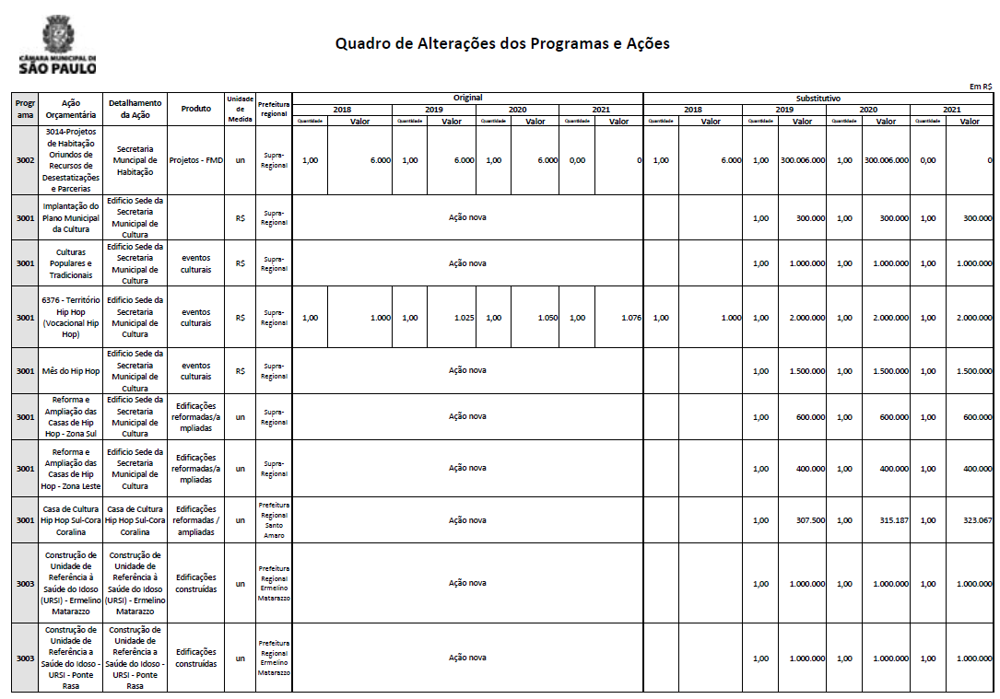 CÂMARA MUNICIPAL DE
SÃO PAULO
Quadro de Alterações dos Programas e Ações
Em R$
Progr
ama
Ação
Orçamentária
Detalhamento
da Ação
Produto
Unidade
de
Medida
Prefeitura
regional
Original
Substitutivo
2018 2019 2020 2021 2018 2019 2020 2021
Quantidade Valor Quantidade Valor Quantidade Valor Quantidade Valor Quantidade Valor Quantidade Valor Quantidade Valor Quantidade Valor
3002
3014-Projetos
de Habitação
Oriundos de
Recursos de
Desestatizações
e Parcerias
Secretaria
Muncipal de
Habitação
Projetos - FMD
un
Supra-
Regional
1,00 6.000 1,00 6.000 1,00 6.000 0,00 0 1,00 6.000 1,00 300.006.000 1,00 300.006.000 0,00 0
3001
Implantação do
Plano Municipal
da Cultura
Edificio Sede da
Secretaria
Municipal de
Cultura
R$
Supra-
Regional
Ação nova
1,00 300.000 1,00 300.000 1,00 300.000
3001
Culturas
Populares e
Tradicionais
Edificio Sede da
Secretaria
Municipal de
Cultura
eventos
culturais
R$
Supra-
Regional
Ação nova
1,00 1.000.000 1,00 1.000.000 1,00 1.000.000
3001
6376 - Território
Hip Hop
(Vocacional Hip
Hop)
Edificio Sede da
Secretaria
Municipal de
Cultura
eventos
culturais
R$
Supra-
Regional
1,00 1.000 1,00 1.025 1,00 1.050 1,00 1.076 1,00 1.000 1,00 2.000.000 1,00 2.000.000 1,00 2.000.000
3001
Mês do Hip Hop
Edificio Sede da
Secretaria
Municipal de
Cultura
eventos
culturais
R$
Supra-
Regional
Ação nova
1,00 1.500.000 1,00 1.500.000 1,00 1.500.000
3001
Reforma e
Ampliação das
Casas de Hip
Hop - Zona Sul
Edificio Sede da
Secretaria
Municipal de
Cultura
Edificações
reformadas/a
mpliadas
un
Supra-
Regional
Ação nova
1,00 600.000 1,00 600.000 1,00 600.000
3001
Reforma e
Ampliação das
Casas de Hip
Hop - Zona Leste
Edificio Sede da
Secretaria
Municipal de
Cultura
Edificações
reformadas/a
mpliadas
un
Supra-
Regional
Ação nova
1,00 400.000 1,00 400.000 1,00 400.000
3001
Casa de Cultura
Hip Hop Sul-Cora
Coralina
Casa de Cultura
Hip Hop Sul-Cora
Coralina
Edificações
reformadas /
ampliadas
un
Prefeitura
Regional
Santo
Amaro
Ação nova
1,00 307.500 1,00 315.187 1,00 323.067
3003
Construção de
Unidade de
Referência à
Saúde do Idoso
(URSI) - Ermelino
Matarazzo
Construção de
Unidade de
Referência à
Saúde do Idoso
(URSI) - Ermelino
Matarazzo
Edificações
construídas
un
Prefeitura
Regional
Ermelino
Matarazzo
Ação nova
1,00 1.000.000 1,00 1.000.000 1,00 1.000.000
3003
Construção de
Unidade de
Referência a
Saúde do Idoso -
URSI - Ponte
Rasa
Construção de
Unidade de
Referência a
Saúde do Idoso -
URSI - Ponte
Rasa
Edificações
construídas
un
Prefeitura
Regional
Ermelino
Matarazzo
Ação nova
1,00 1.000.000 1,00 1.000.000 1,00 1.000.000